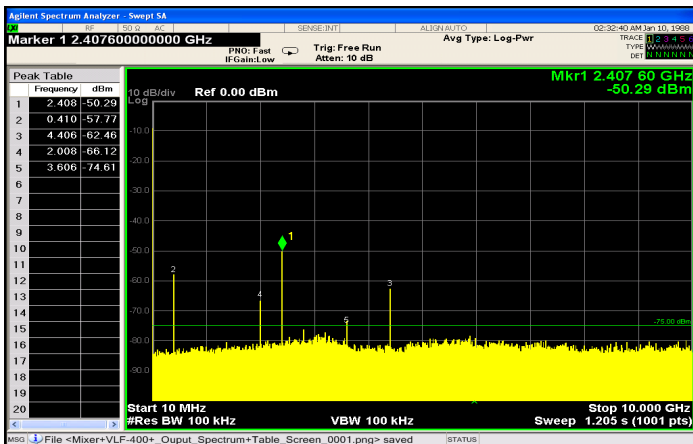 Agilent Spectrum Analyzer - Swept SA
RF 50 Ω AC SENSE:INT ALIGN AUTO 02:32:40 AM Jan 10, 1988
Marker 1 2.407600000000 GHz
PNO: Fast
IFGain:Low
Trig: Free Run
Atten: 10 dB
Avg Type: Log-Pwr
TRACE 1 2 3 4 5 6
TYPE
DET N N N N N N
Peak Table
Frequency dBm
1 2.408 -50.29
2 0.410 -57.77
3 4.406 -62.46
4 2.008 -66.12
5 3.606 -74.61
6
7
8
9
10
11
12
13
14
15
16
17
18
19
20
Mkr1 2.407 60 GHz
-50.29 dBm
10 dB/div Ref 0.00 dBm
Log
-10.0
-20.0
-30.0
-40.0
-50.0
-60.0
-70.0
-80.0
-90.0
1
2
3
4
5
-75.00 dBm
Start 10 MHz Stop 10.000 GHz
#Res BW 100 kHz VBW 100 kHz Sweep 1.205 s (1001 pts)
MSG File <Mixer+VLF-400+_Ouput_Spectrum+Table_Screen_0001.png> saved STATUS